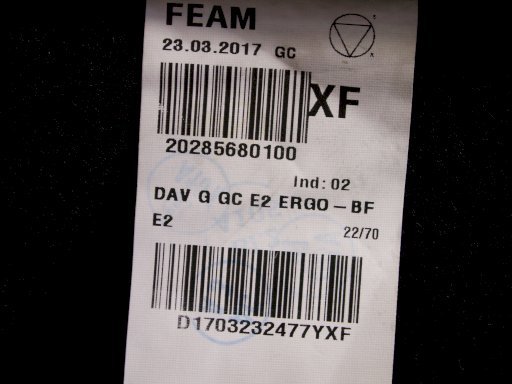 FEAM
23.03.2017 GC
XF
20285680100
Ind: 02
DAV G GC E2 ERGO - BF
E2
22/70
D1703232477YXF